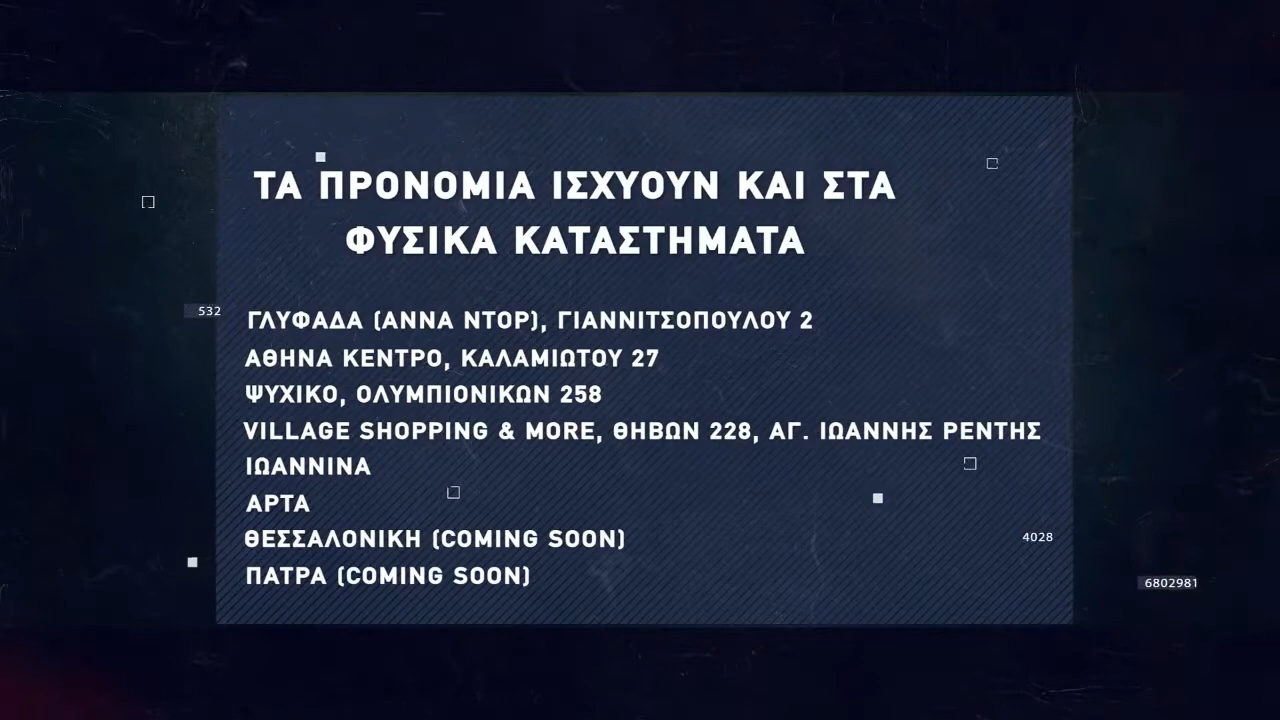 ΤΑ ΠΡΟΝΟΜΙΑ ΙΣΧΥΟΥΝ ΚΑΙ ΣΤΑ
ΦΥΣΙΚΑ ΚΑΤΑΣΤΗΜΑΤΑ
532
ΓΛΥΦΑΔΑ (ΑΝΝΑ ΝΤΟΡ), ΓΙΑΝΝΙΤΣΟΠΟΥΛΟΥ 2
ΑΘΗΝΑ ΚΕΝΤΡΟ, ΚΑΛΑΜΙΩΤΟΥ 27
ΨΥΧΙΚΟ, ΟΛΥΜΠΙΟΝΙΚΩΝ 258
VILLAGE SHOPPING & MORE, ΘΗΒΩΝ 228, ΑΓ. ΙΩΑΝΝΗΣ ΡΕΝΤΗΣ
ΙΩΑΝΝΙΝΑ
ΑΡΤΑ
ΘΕΣΣΑΛΟΝΙΚΗ (COMING SOON)
4028
ΠΑΤΡΑ (COMING SOON)
6802981